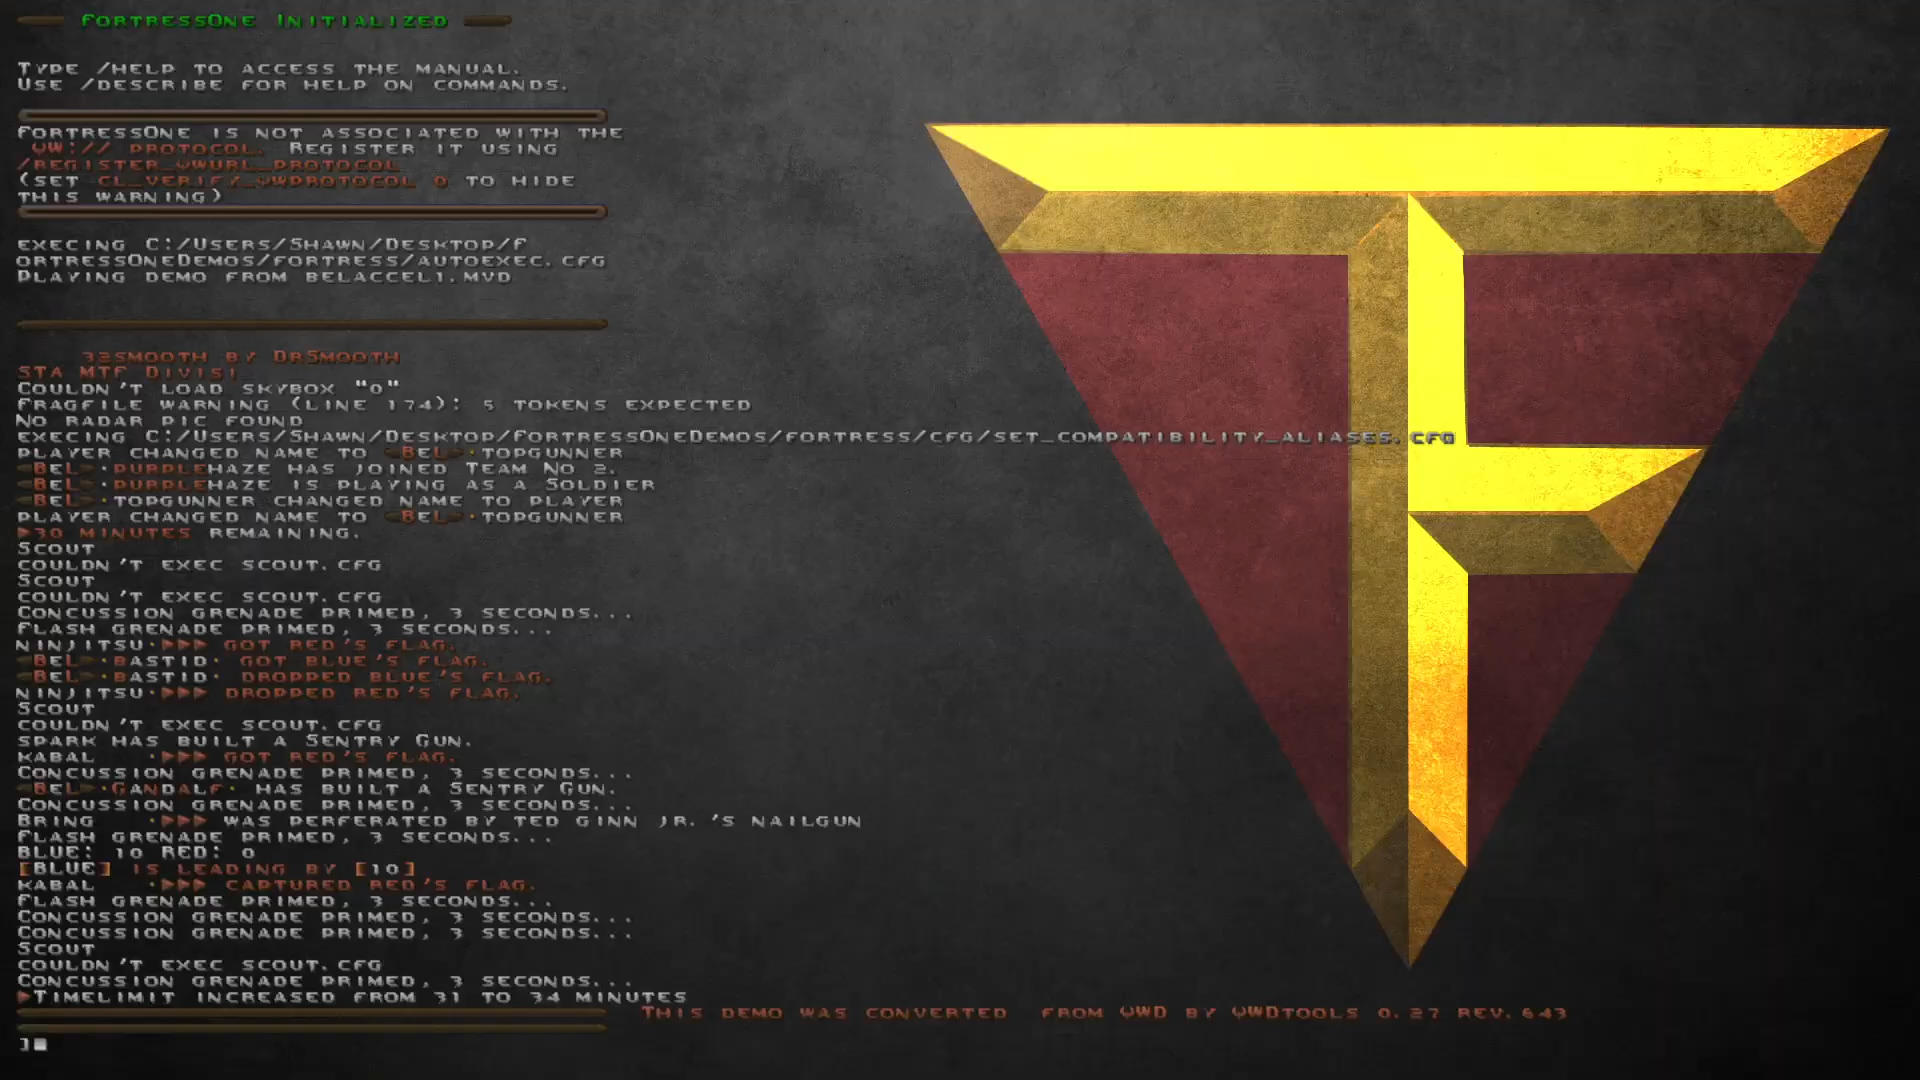 FortressOne Initialized
Type /help to access the manual.
Use /describe for help on commands.
FortressOne is not associated with the
QW:// protocol. Register it using
/register_qwurl_protocol
(set cl_verify_qwprotocol 0 to hide
this warning)
execing C:/Users/Shawn/Desktop/F
ortressOneDemos/fortress/autoexec.cfg
Playing demo from belaccel1.mvd
32smooth by DrSmooth
STA MTF Divisi
Couldn't load skybox "0"
Fragfile warning (line 174): 5 tokens expected
No radar pic found
execing C:/Users/Shawn/Desktop/FortressOneDemos/fortress/cfg/set_compatibility_aliases.cfg
player changed name to BEL·topgunner
BEL·purplehaze has joined Team No 2.
BEL·purplehaze is playing as a Soldier
BEL·topgunner changed name to player
player changed name to BEL·topgunner
30 minutes remaining.
Scout
couldn't exec scout.cfg
Scout
couldn't exec scout.cfg
Concussion grenade primed, 3 seconds...
Flash grenade primed, 3 seconds...
Ninjitsu·►►► got Red's flag.
BEL·Bastid· got Blue's flag.
BEL·Bastid· dropped Blue's flag.
Ninjitsu·►►► dropped Red's flag.
Scout
couldn't exec scout.cfg
spark has built a Sentry Gun.
Kabal ·►►► got Red's flag.
Concussion grenade primed, 3 seconds...
BEL·Gandalf· has built a Sentry Gun.
Concussion grenade primed, 3 seconds...
Bring ·►►► was perferated by Ted Ginn Jr.'s nailgun
Flash grenade primed, 3 seconds...
Blue: 10 Red: 0
[Blue] is leading by [10]
Kabal ·►►► captured Red's flag.
Flash grenade primed, 3 seconds...
Concussion grenade primed, 3 seconds...
Concussion grenade primed, 3 seconds...
Scout
couldn't exec scout.cfg
Concussion grenade primed, 3 seconds...
►Timelimit increased from 31 to 34 minutes
This demo was converted from QWD by QWDTools 0.27 rev.643
]